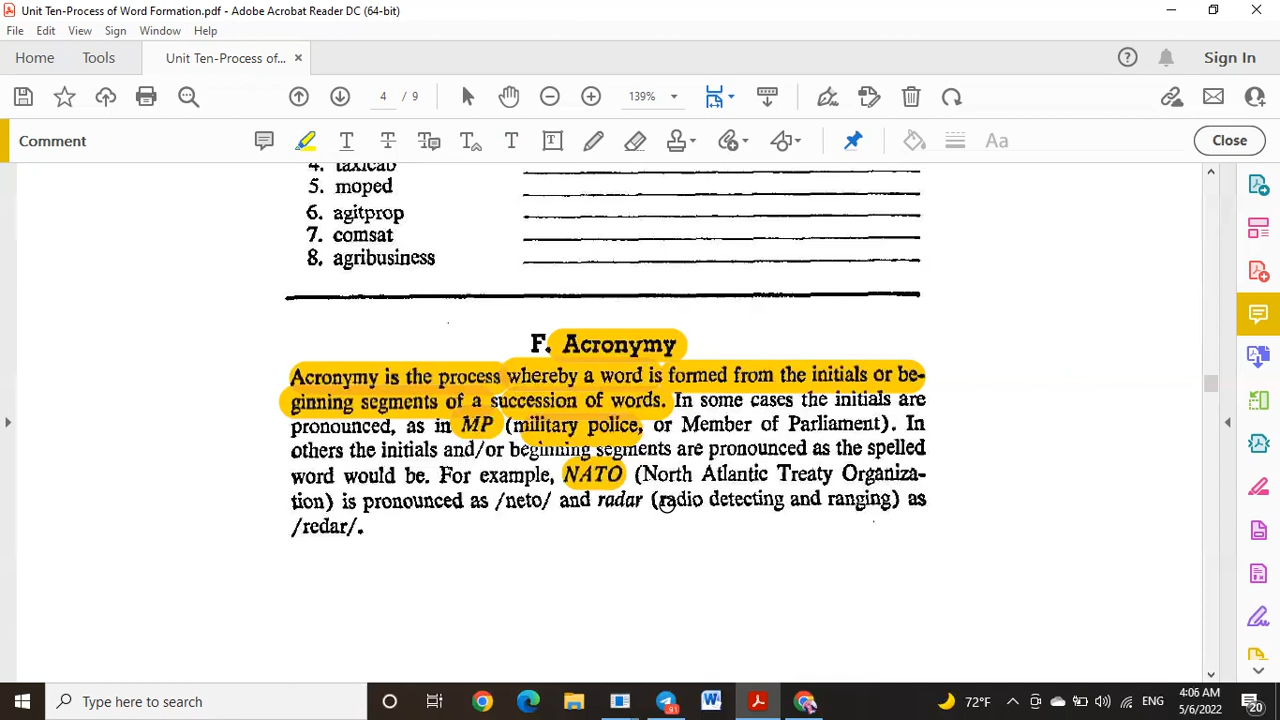 Unit Ten-Process of Word Formation.pdf - Adobe Acrobat Reader DC (64-bit)
File Edit View Sign Window Help
Home Tools Unit Ten-Process of... × Sign In
4 / 9 139%
Comment Close
4. taxicab
5. moped
6. agitprop
7. comsat
8. agribusiness
F. Acronymy
Acronymy is the process whereby a word is formed from the initials or be-
ginning segments of a succession of words. In some cases the initials are
pronounced, as in MP (military police, or Member of Parliament). In
others the initials and/or beginning segments are pronounced as the spelled
word would be. For example, NATO (North Atlantic Treaty Organiza-
tion) is pronounced as /neto/ and radar (radio detecting and ranging) as
/redar/.
Type here to search
91
72°F
ENG
4:06 AM
5/6/2022
20